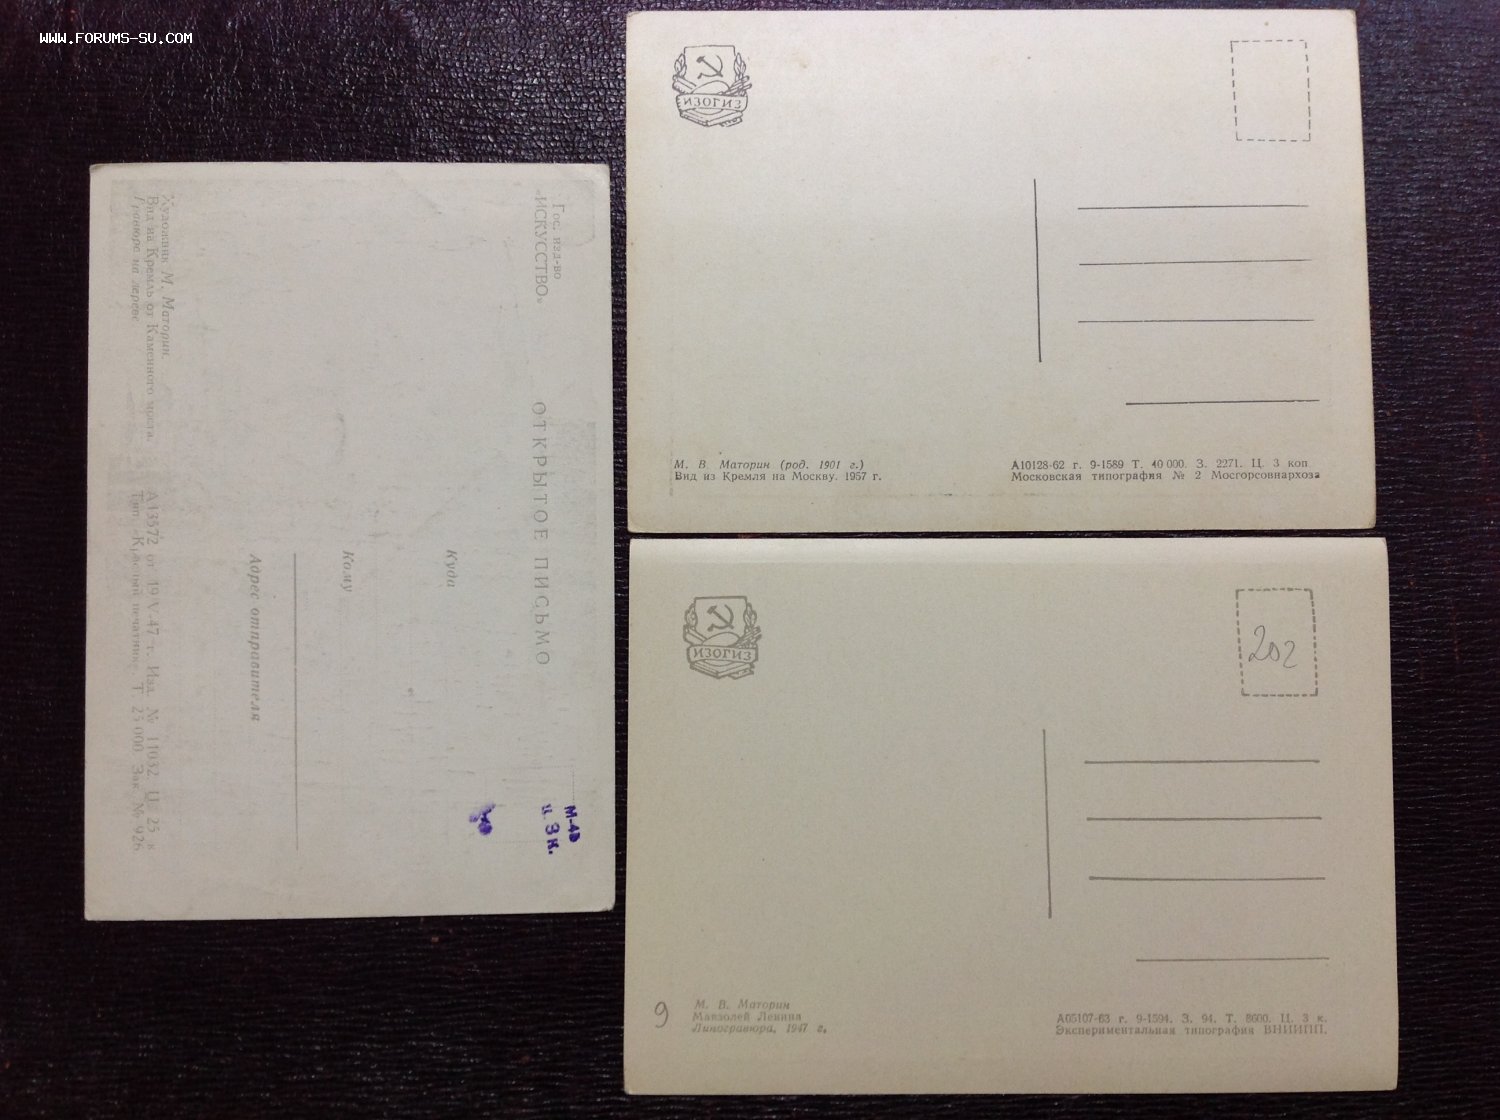 WWW.FORUMS-SU.COM
Гос. изд-во
«ИСКУССТВО»
ОТКРЫТОЕ ПИСЬМО
М-43
ц. 3 к.
Куда
Кому
Адрес отправителя
Художник М. Маторин.
Вид на Кремль от Каменного моста.
Гравюра на дереве
А13572 от 19/V-47 г. Изд. № 11032. Ц. 25 к
Тип. «Красный печатник». Т. 25 000 Зак. № 926
ИЗОГИЗ
М. В. Маторин (род. 1901 г.)
Вид из Кремля на Москву. 1957 г.
А10128-62 г. 9-1589 Т. 40 000. З. 2271. Ц. 3 коп
Московская типография № 2 Мосгорсовнархоза
ИЗОГИЗ
202
9
М. В. Маторин
Мавзолей Ленина
Линогравюра, 1947 г.
А05107-63 г. 9-1594. З. 94. Т. 8600. Ц. 3 к.
Экспериментальная типография ВНИИПП.